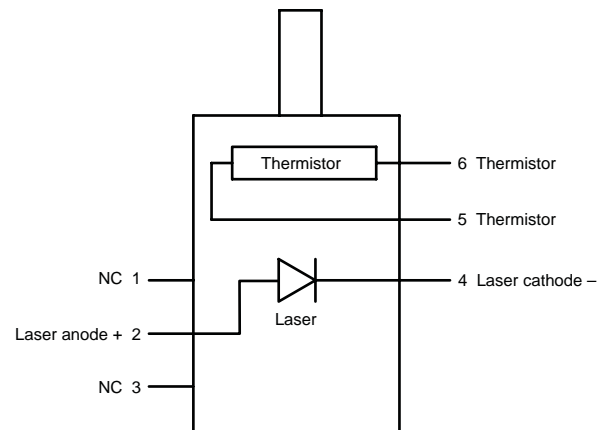 Thermistor
6 Thermistor
5 Thermistor
NC 1
4 Laser cathode –
Laser
Laser anode + 2
NC 3